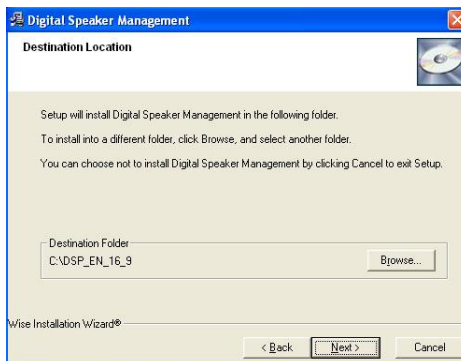 Digital Speaker Management
Destination Location
Setup will install Digital Speaker Management in the following folder.
To install into a different folder, click Browse, and select another folder.
You can choose not to install Digital Speaker Management by clicking Cancel to exit Setup.
Destination Folder
C:\DSP_EN_16_9
Browse...
Wise Installation Wizard®
< Back
Next >
Cancel